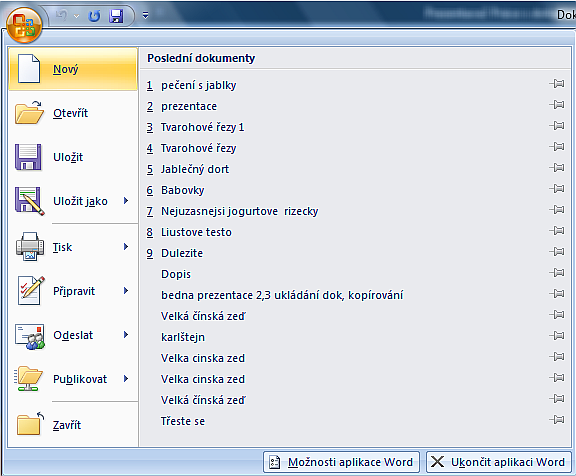 Dok
Nový
Otevřít
Uložit
Uložit jako
Tisk
Připravit
Odeslat
Publikovat
Zavřít
Poslední dokumenty
1 pečení s jablky
2 prezentace
3 Tvarohové řezy 1
4 Tvarohové řezy
5 Jablečný dort
6 Babovky
7 Nejuzasnejsi jogurtove rizecky
8 Liustove testo
9 Dulezite
Dopis
bedna prezentace 2,3 ukládání dok, kopírování
Velká čínská zeď
karlštejn
Velka cinska zed
Velka cinska zed
Velká čínská zeď
Třeste se
Možnosti aplikace Word
Ukončit aplikaci Word